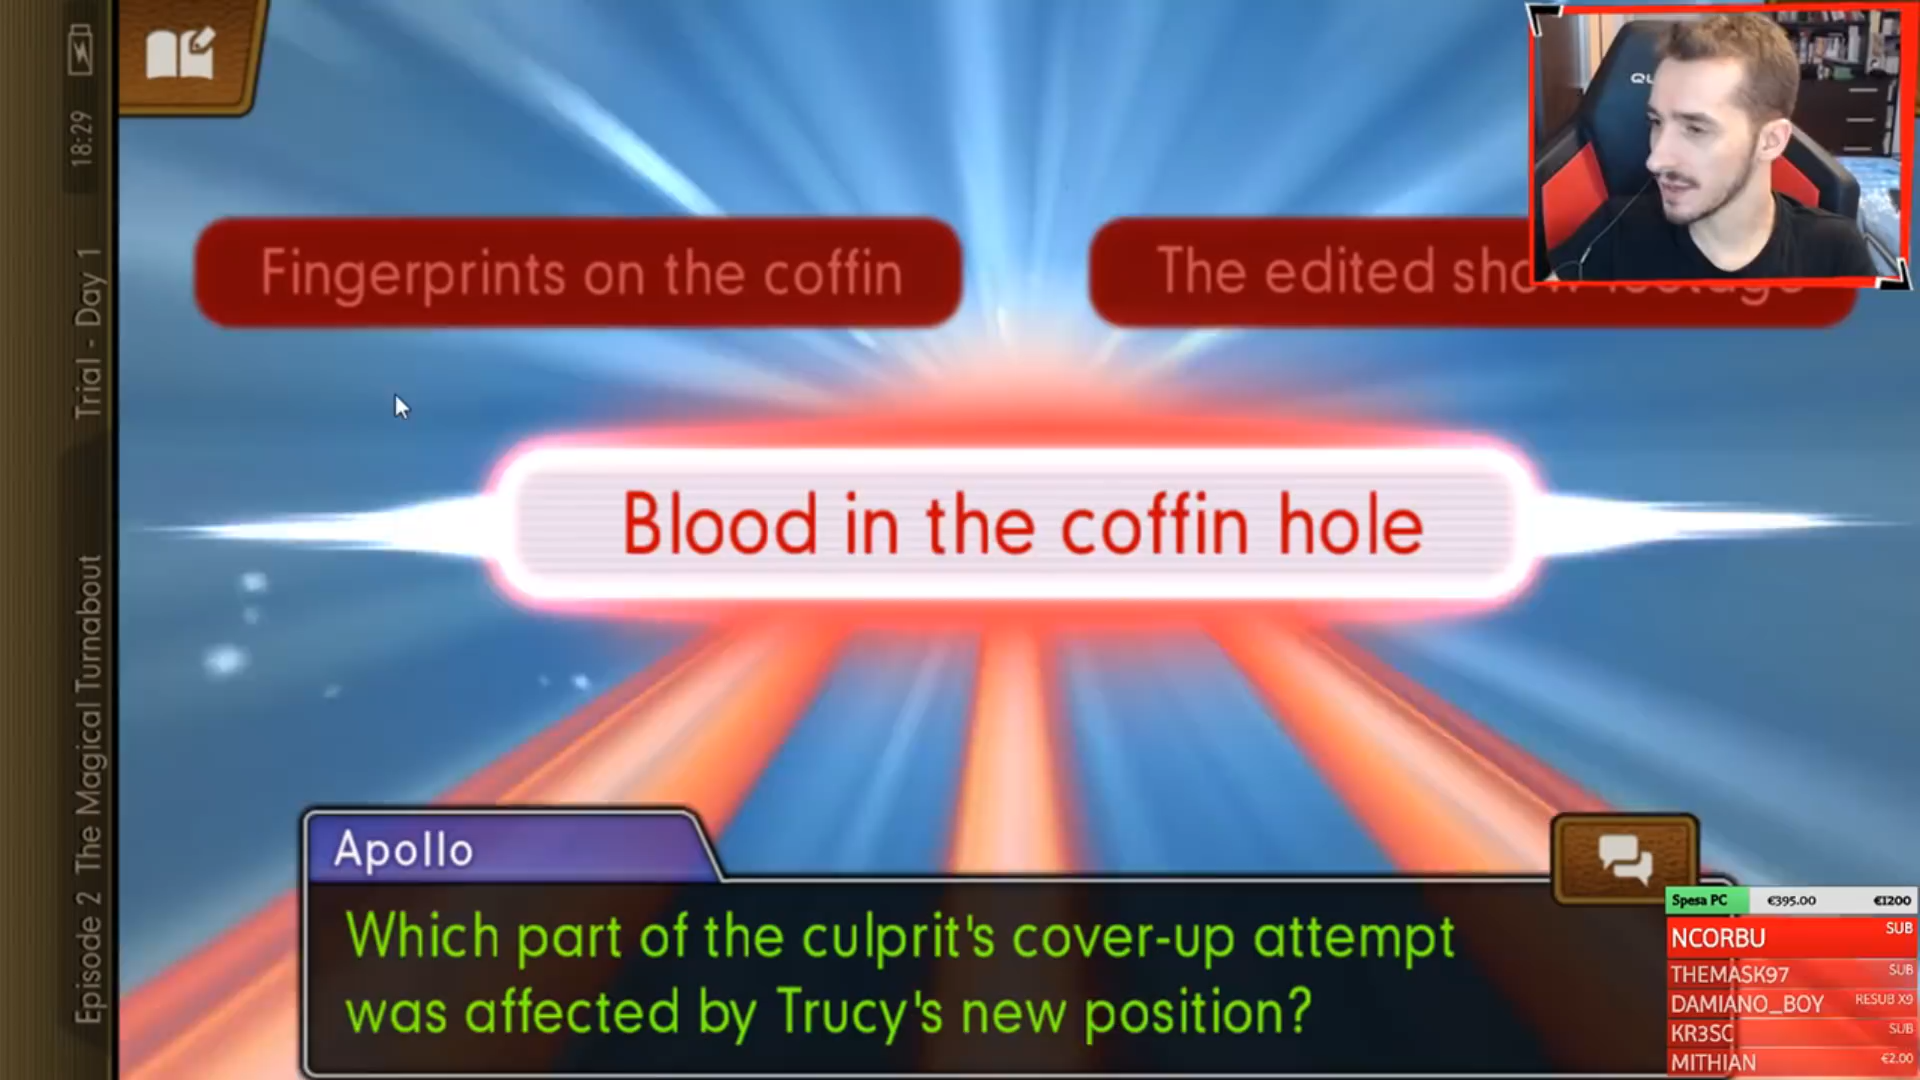 18:29
Trial - Day 1
Episode 2 The Magical Turnabout
Fingerprints on the coffin
The edited show footage
Blood in the coffin hole
Apollo
Which part of the culprit's cover-up attempt
was affected by Trucy's new position?
Spesa PC €395.00 €1200
NCORBU SUB
THEMASK97 SUB
DAMIANO_BOY RESUB X9
KR3SC SUB
MITHIAN €2.00